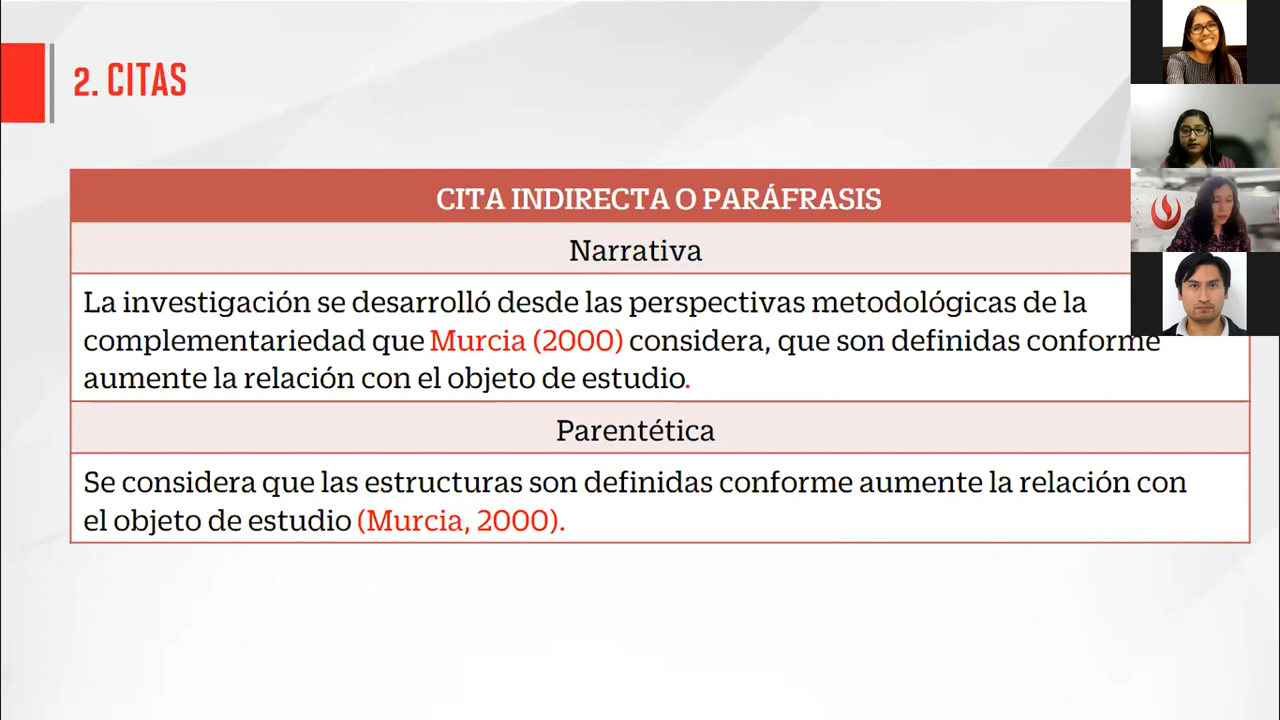 2. CITAS
CITA INDIRECTA O PARÁFRASIS
Narrativa
La investigación se desarrolló desde las perspectivas metodológicas de la
complementariedad que Murcia (2000) considera, que son definidas conforme
aumente la relación con el objeto de estudio.
Parentética
Se considera que las estructuras son definidas conforme aumente la relación con
el objeto de estudio (Murcia, 2000).